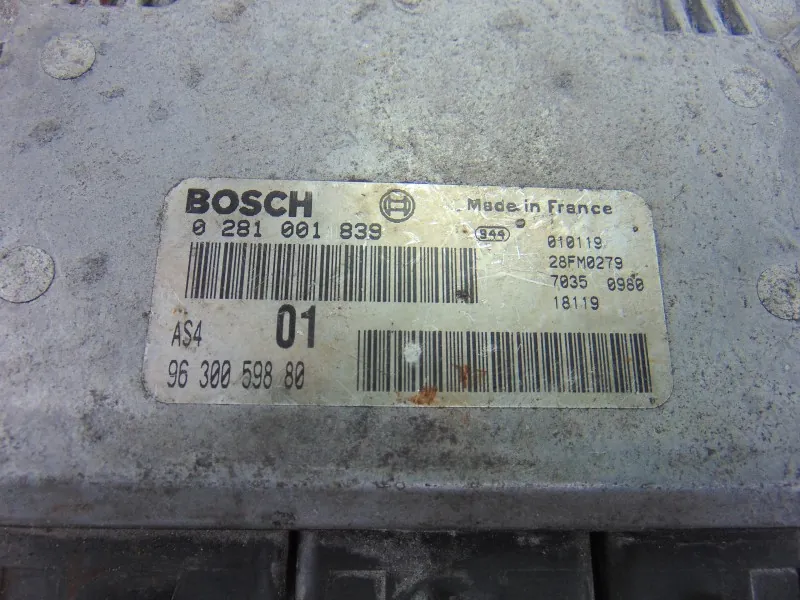 BOSCH Made in France
0 281 001 839 944 010119
28FM0279
7035 0980
18119
AS4 01
96 300 598 80